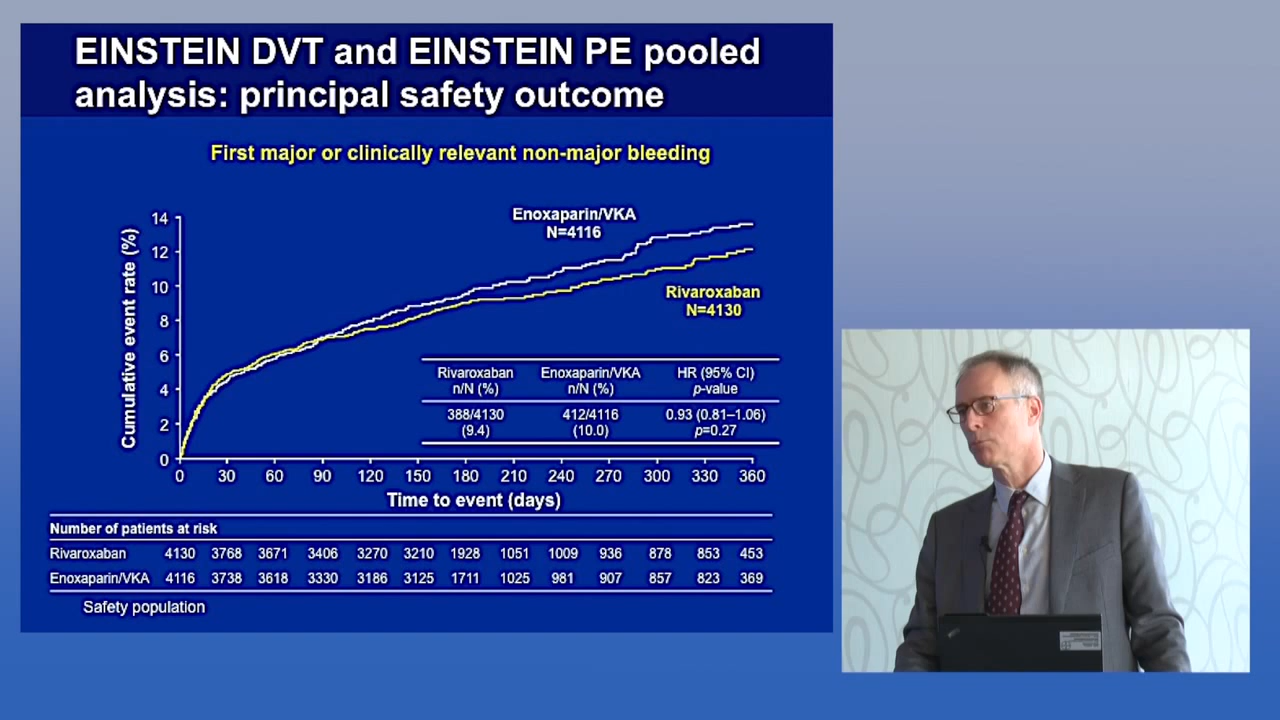 EINSTEIN DVT and EINSTEIN PE pooled
analysis: principal safety outcome
First major or clinically relevant non-major bleeding
Cumulative event rate (%)
14
12
10
8
6
4
2
0
Enoxaparin/VKA
N=4116
Rivaroxaban
N=4130
Rivaroxaban Enoxaparin/VKA HR (95% CI)
n/N (%) n/N (%) p-value
388/4130 412/4116 0.93 (0.81–1.06)
(9.4) (10.0) p=0.27
0 30 60 90 120 150 180 210 240 270 300 330 360
Time to event (days)
Number of patients at risk
Rivaroxaban 4130 3768 3671 3406 3270 3210 1928 1051 1009 936 878 853 453
Enoxaparin/VKA 4116 3738 3618 3330 3186 3125 1711 1025 981 907 857 823 369
Safety population